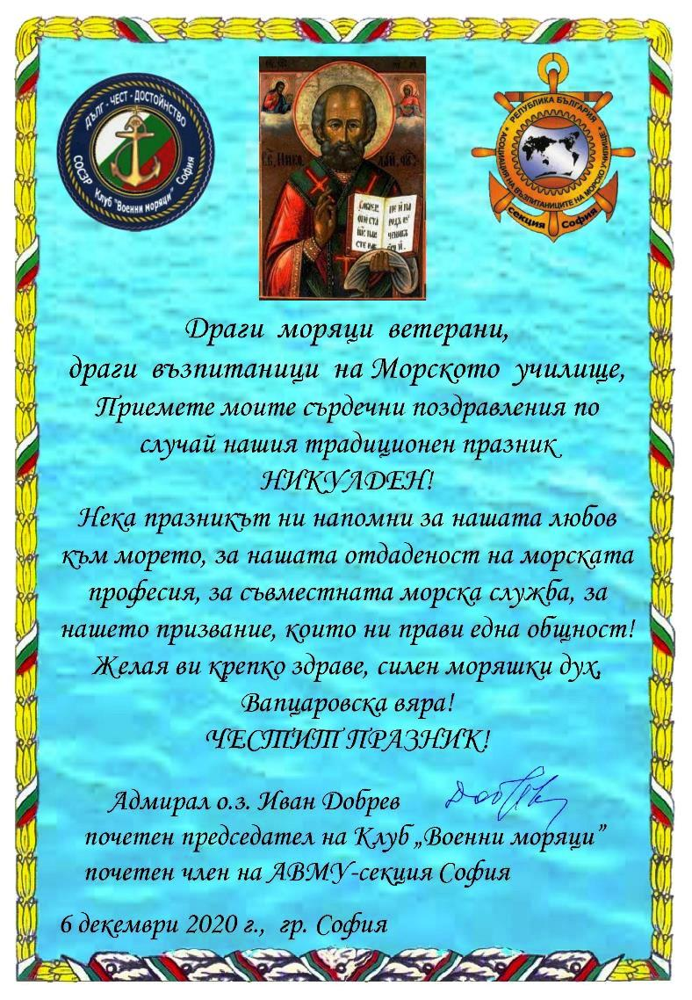 ДЪЛГ - ЧЕСТ - ДОСТОЙНСТВО
СОСЗР Клуб "Военни моряци" София
СВ. НИКО
ЛАЙ
РЕПУБЛИКА БЪЛГАРИЯ
АСОЦИАЦИЯ НА ВЪЗПИТАНИЦИТЕ НА МОРСКО УЧИЛИЩЕ
секция София
Драги моряци ветерани,
драги възпитаници на Морското училище,
Приемете моите сърдечни поздравления по
случай нашия традиционен празник
НИКУЛДЕН!
Нека празникът ни напомни за нашата любов
към морето, за нашата отдаденост на морската
професия, за съвместната морска служба, за
нашето призвание, които ни прави една общност!
Желая ви крепко здраве, силен моряшки дух,
Вапцаровска вяра!
ЧЕСТИТ ПРАЗНИК!
Адмирал о.з. Иван Добрев
почетен председател на Клуб „Военни моряци”
почетен член на АВМУ-секция София
6 декември 2020 г., гр. София